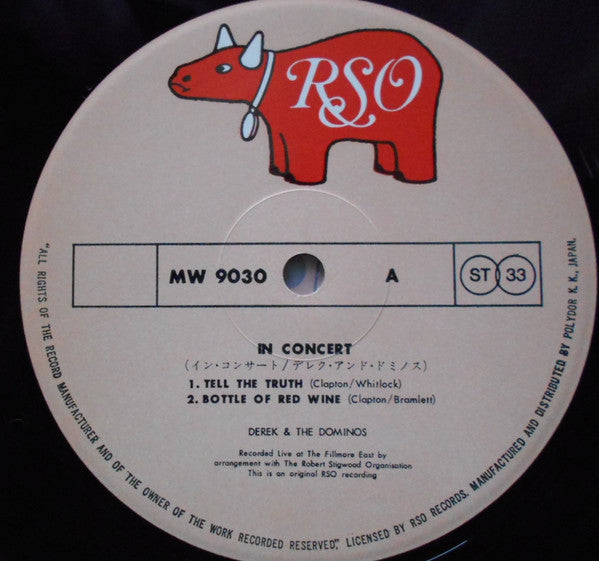 RSO
MW 9030
A
ST 33
IN CONCERT
(イン・コンサート/デレク・アンド・ドミノス)
1. TELL THE TRUTH (Clapton/Whitlock)
2. BOTTLE OF RED WINE (Clapton/Bramlett)
DEREK & THE DOMINOS
Recorded Live at The Fillmore East by
arrangement with The Robert Stigwood Organisation
This is an original RSO recording
"ALL RIGHTS OF THE RECORD MANUFACTURER AND OF THE OWNER OF THE WORK RECORDED RESERVED". LICENSED BY RSO RECORDS. MANUFACTURED AND DISTRIBUTED BY POLYDOR K. K., JAPAN.